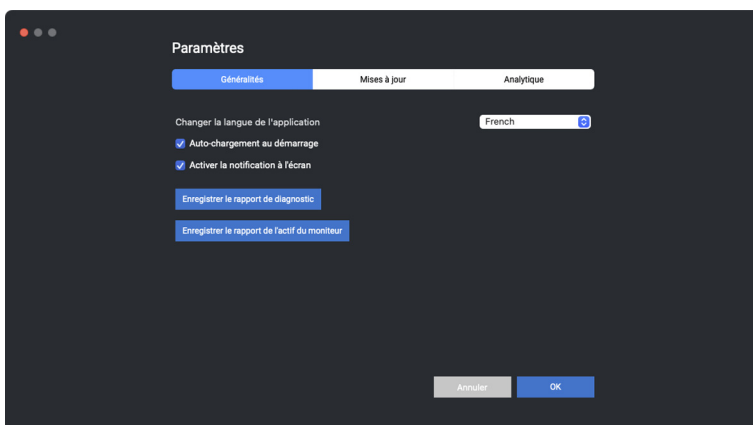 Paramètres
Généralités
Mises à jour
Analytique
Changer la langue de l'application
French
Auto-chargement au démarrage
Activer la notification à l'écran
Enregistrer le rapport de diagnostic
Enregistrer le rapport de l'actif du moniteur
Annuler
OK